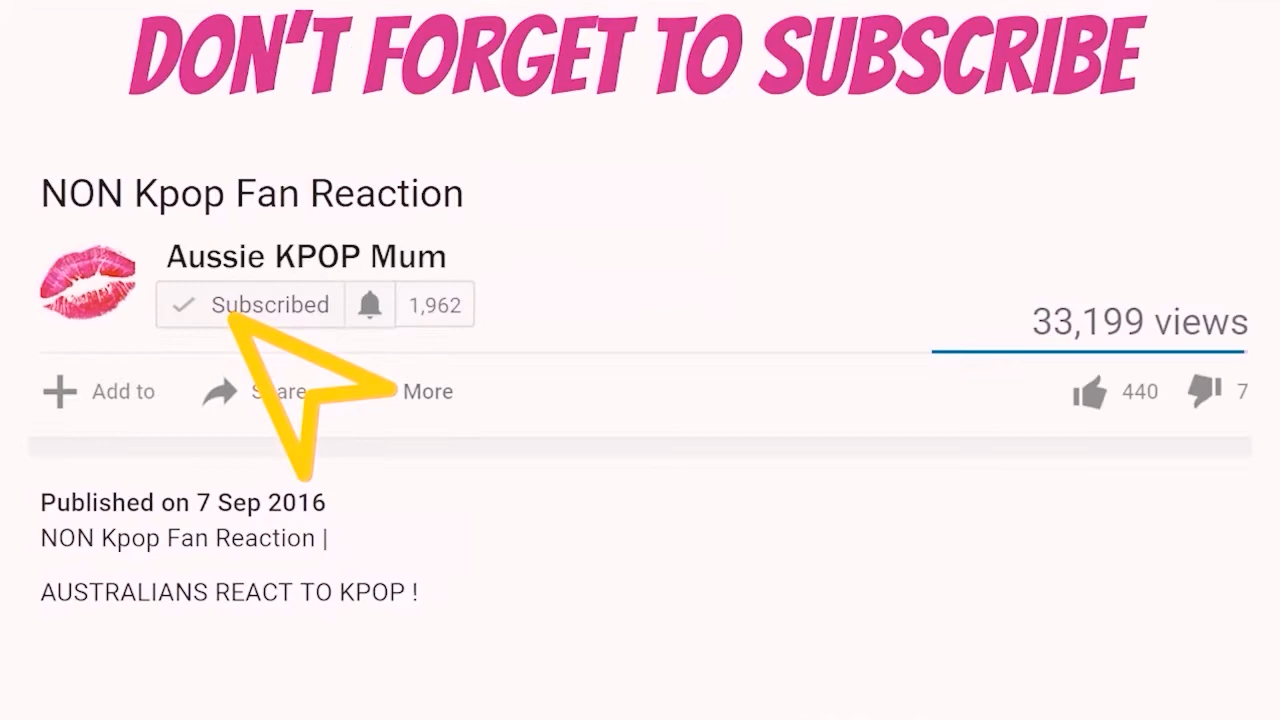 DON'T FORGET TO SUBSCRIBE
NON Kpop Fan Reaction
Aussie KPOP Mum
Subscribed 1,962
33,199 views
Add to Share More 440 7
Published on 7 Sep 2016
NON Kpop Fan Reaction |
AUSTRALIANS REACT TO KPOP !